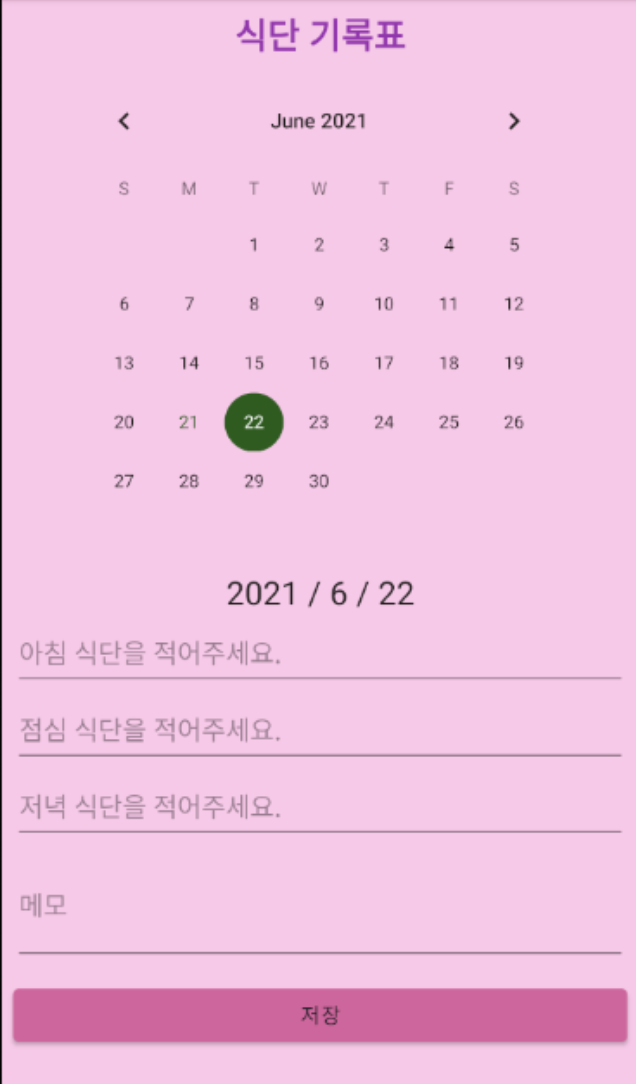 식단 기록표
June 2021
S M T W T F S
1 2 3 4 5
6 7 8 9 10 11 12
13 14 15 16 17 18 19
20 21 22 23 24 25 26
27 28 29 30
2021 / 6 / 22
아침 식단을 적어주세요.
점심 식단을 적어주세요.
저녁 식단을 적어주세요.
메모
저장